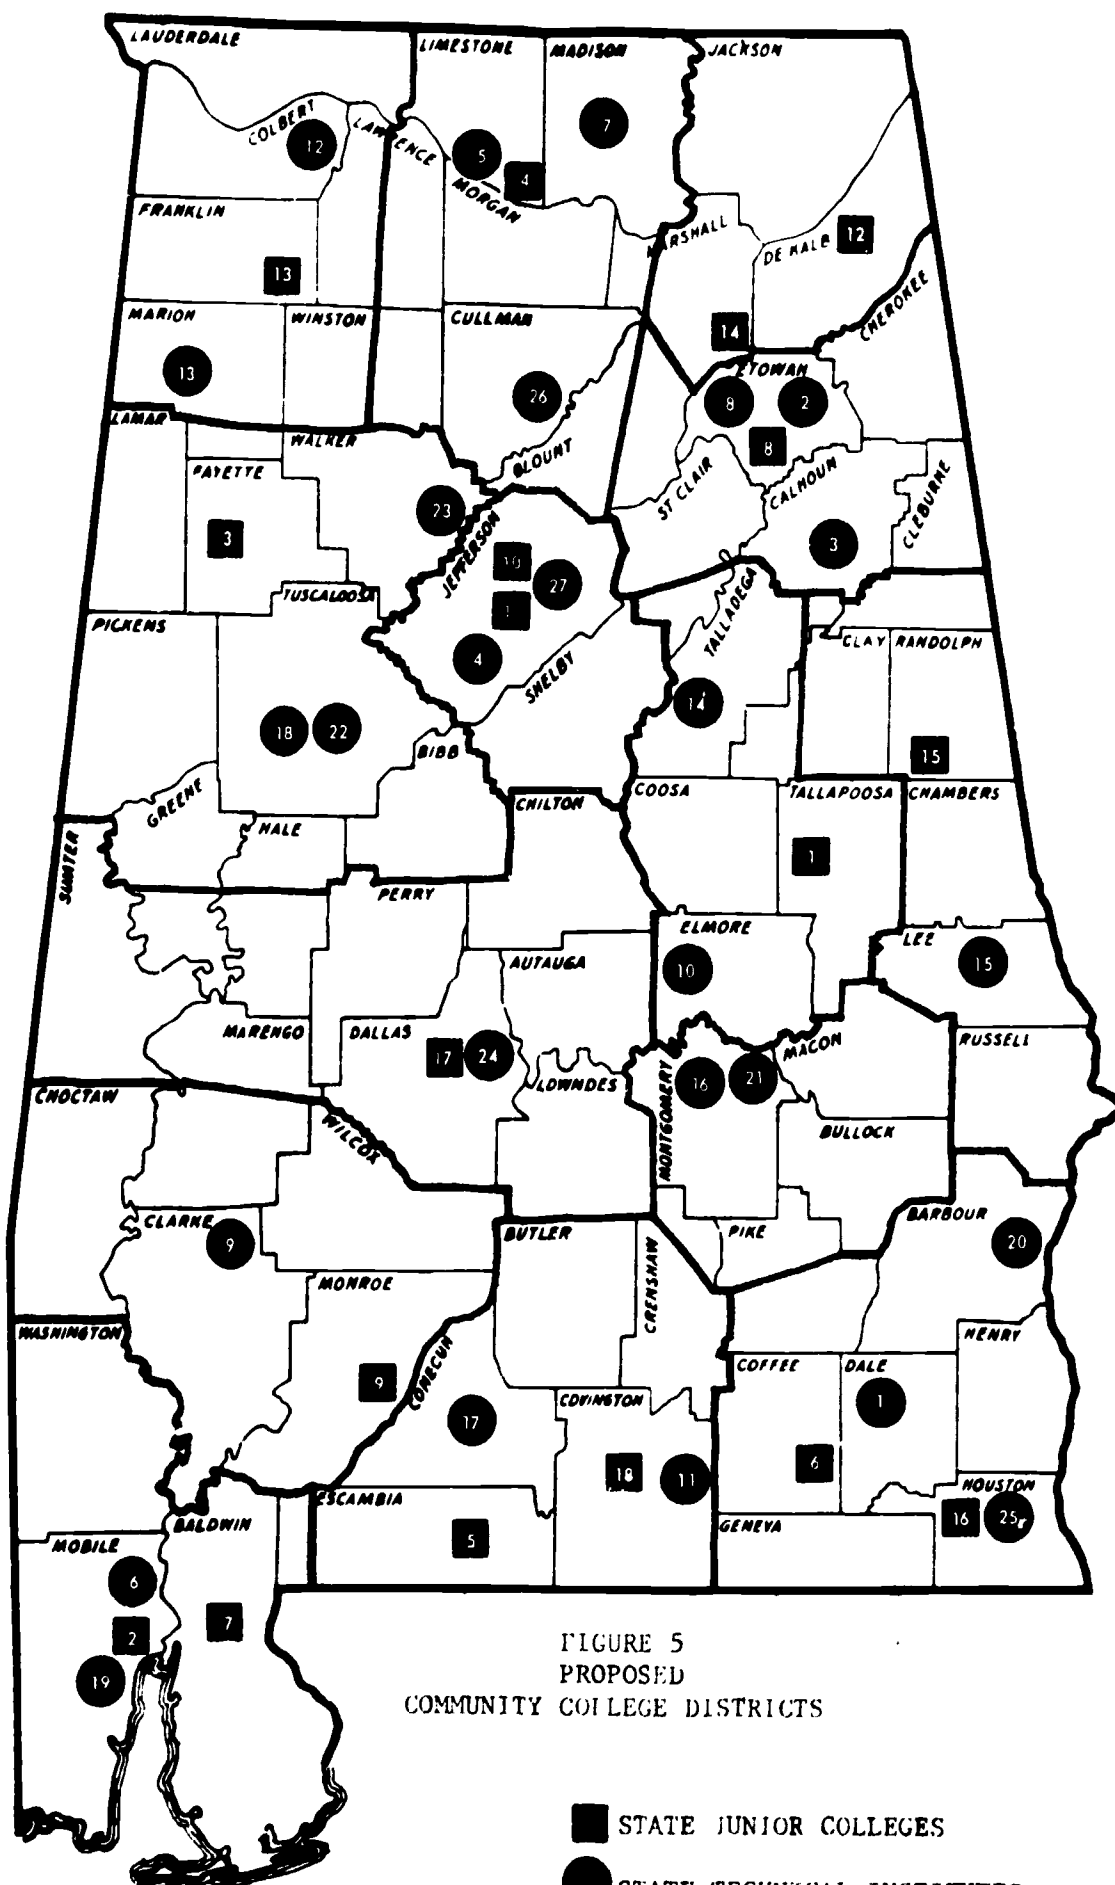 LAUDERDALE
LIMESTONE
MADISON
JACKSON
COLBERT
12
LAWRENCE
5
4
7
MORGAN
FRANKLIN
MARSHALL
DE KALB
12
13
CHEROKEE
MARION
WINSTON
CULLMAN
14
13
ETOWAH
26
8
2
LAMAR
WALKER
8
FAYETTE
BLOUNT
ST CLAIR
CALHOUN
CLEBURNE
23
3
JEFFERSON
10
3
27
TUSCALOOSA
1
TALLADEGA
PICKENS
CLAY
RANDOLPH
4
SHELBY
14
18
22
BIBB
15
GREENE
CHILTON
COOSA
TALLAPOOSA
CHAMBERS
HALE
SUMTER
1
PERRY
ELMORE
LEE
AUTAUGA
10
15
MARENGO
DALLAS
17
24
MACON
RUSSELL
LOWNDES
MONTGOMERY
16
21
CHOCTAW
WILCOX
BULLOCK
CLARKE
9
BUTLER
CRENSHAW
PIKE
BARBOUR
20
MONROE
WASHINGTON
HENRY
CONECUH
COFFEE
DALE
9
COVINGTON
1
17
18
11
6
ESCAMBIA
HOUSTON
BALDWIN
GENEVA
16
25
MOBILE
5
6
2
7
19
FIGURE 5
PROPOSED
COMMUNITY COLLEGE DISTRICTS
STATE JUNIOR COLLEGES
STATE TECHNICAL INSTITUTES